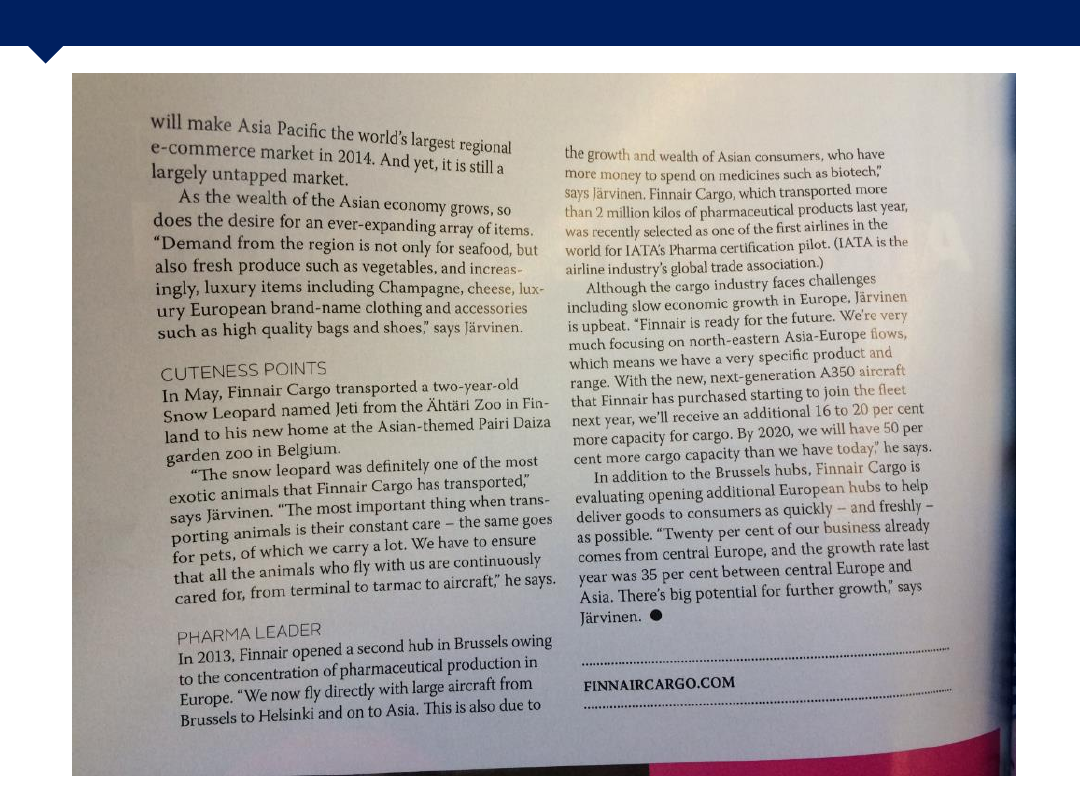 will make Asia Pacific the world's largest regional
e-commerce market in 2014. And yet, it is still a
largely untapped market.
As the wealth of the Asian economy grows, so
does the desire for an ever-expanding array of items.
“Demand from the region is not only for seafood, but
also fresh produce such as vegetables, and increas-
ingly, luxury items including Champagne, cheese, lux-
ury European brand-name clothing and accessories
such as high quality bags and shoes,” says Järvinen.
CUTENESS POINTS
In May, Finnair Cargo transported a two-year-old
Snow Leopard named Jeti from the Ähtäri Zoo in Fin-
land to his new home at the Asian-themed Pairi Daiza
garden zoo in Belgium.
“The snow leopard was definitely one of the most
exotic animals that Finnair Cargo has transported,”
says Järvinen. “The most important thing when trans-
porting animals is their constant care – the same goes
for pets, of which we carry a lot. We have to ensure
that all the animals who fly with us are continuously
cared for, from terminal to tarmac to aircraft,” he says.
PHARMA LEADER
In 2013, Finnair opened a second hub in Brussels owing
to the concentration of pharmaceutical production in
Europe. “We now fly directly with large aircraft from
Brussels to Helsinki and on to Asia. This is also due to
the growth and wealth of Asian consumers, who have
more money to spend on medicines such as biotech,”
says Järvinen. Finnair Cargo, which transported more
than 2 million kilos of pharmaceutical products last year,
was recently selected as one of the first airlines in the
world for IATA's Pharma certification pilot. (IATA is the
airline industry's global trade association.)
Although the cargo industry faces challenges
including slow economic growth in Europe, Järvinen
is upbeat. “Finnair is ready for the future. We're very
much focusing on north-eastern Asia-Europe flows,
which means we have a very specific product and
range. With the new, next-generation A350 aircraft
that Finnair has purchased starting to join the fleet
next year, we'll receive an additional 16 to 20 per cent
more capacity for cargo. By 2020, we will have 50 per
cent more cargo capacity than we have today,” he says.
In addition to the Brussels hubs, Finnair Cargo is
evaluating opening additional European hubs to help
deliver goods to consumers as quickly – and freshly –
as possible. “Twenty per cent of our business already
comes from central Europe, and the growth rate last
year was 35 per cent between central Europe and
Asia. There's big potential for further growth,” says
Järvinen. ●
FINNAIRCARGO.COM